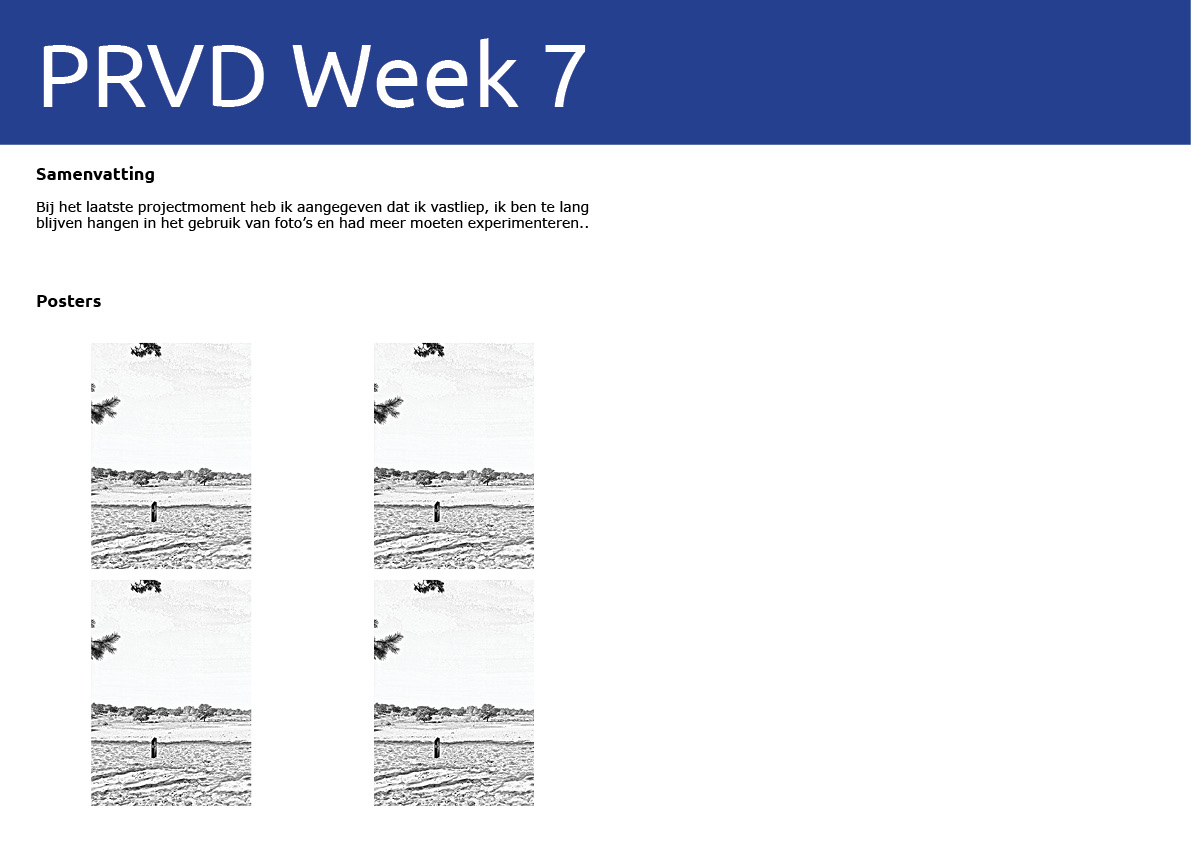 PRVD Week 7
Samenvatting
Bij het laatste projectmoment heb ik aangegeven dat ik vastliep, ik ben te lang
blijven hangen in het gebruik van foto’s en had meer moeten experimenteren..
Posters